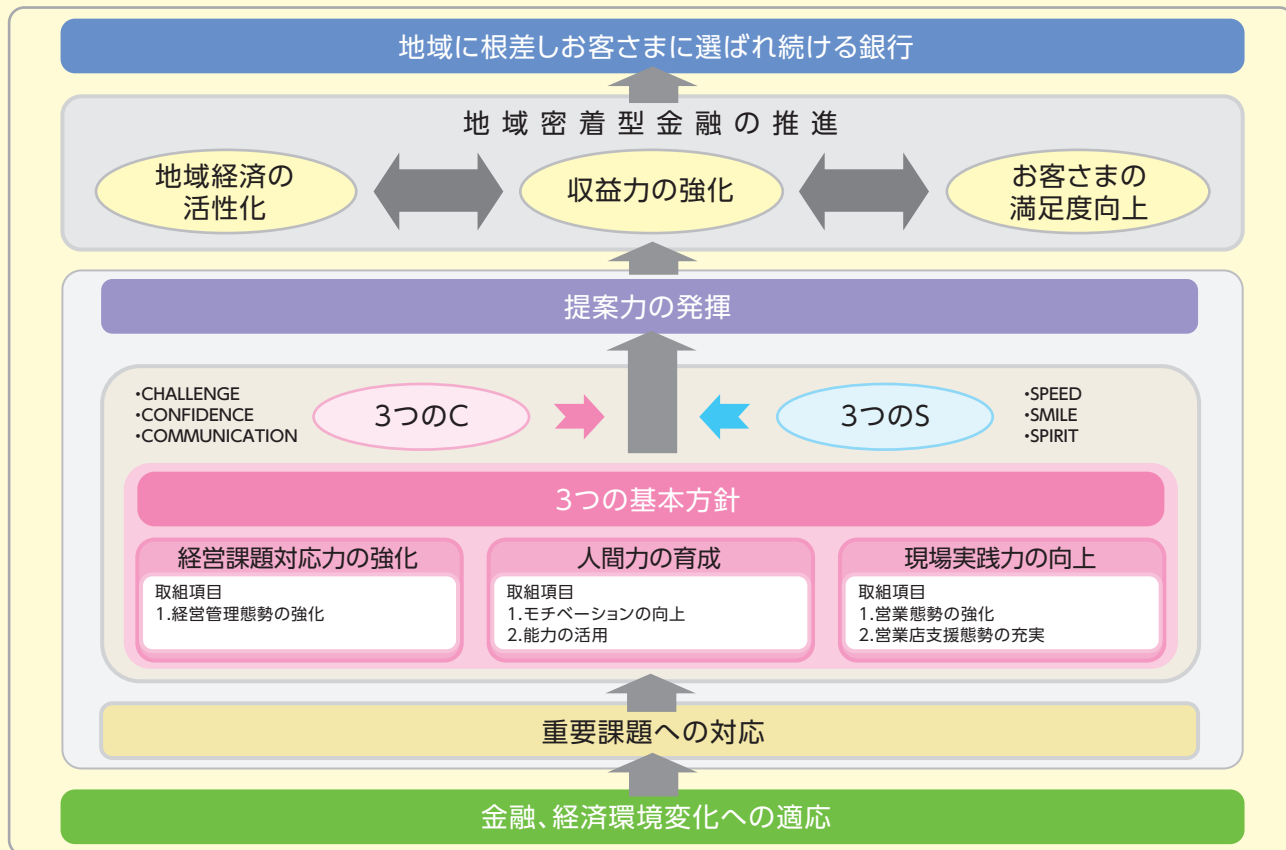 地域に根差しお客さまに選ばれ続ける銀行
地域密着型金融の推進
地域経済の
活性化
収益力の強化
お客さまの
満足度向上
提案力の発揮
・CHALLENGE
・CONFIDENCE
・COMMUNICATION
3つのC
3つのS
・SPEED
・SMILE
・SPIRIT
3つの基本方針
経営課題対応力の強化
取組項目
1.経営管理態勢の強化
人間力の育成
取組項目
1.モチベーションの向上
2.能力の活用
現場実践力の向上
取組項目
1.営業態勢の強化
2.営業店支援態勢の充実
重要課題への対応
金融、経済環境変化への適応